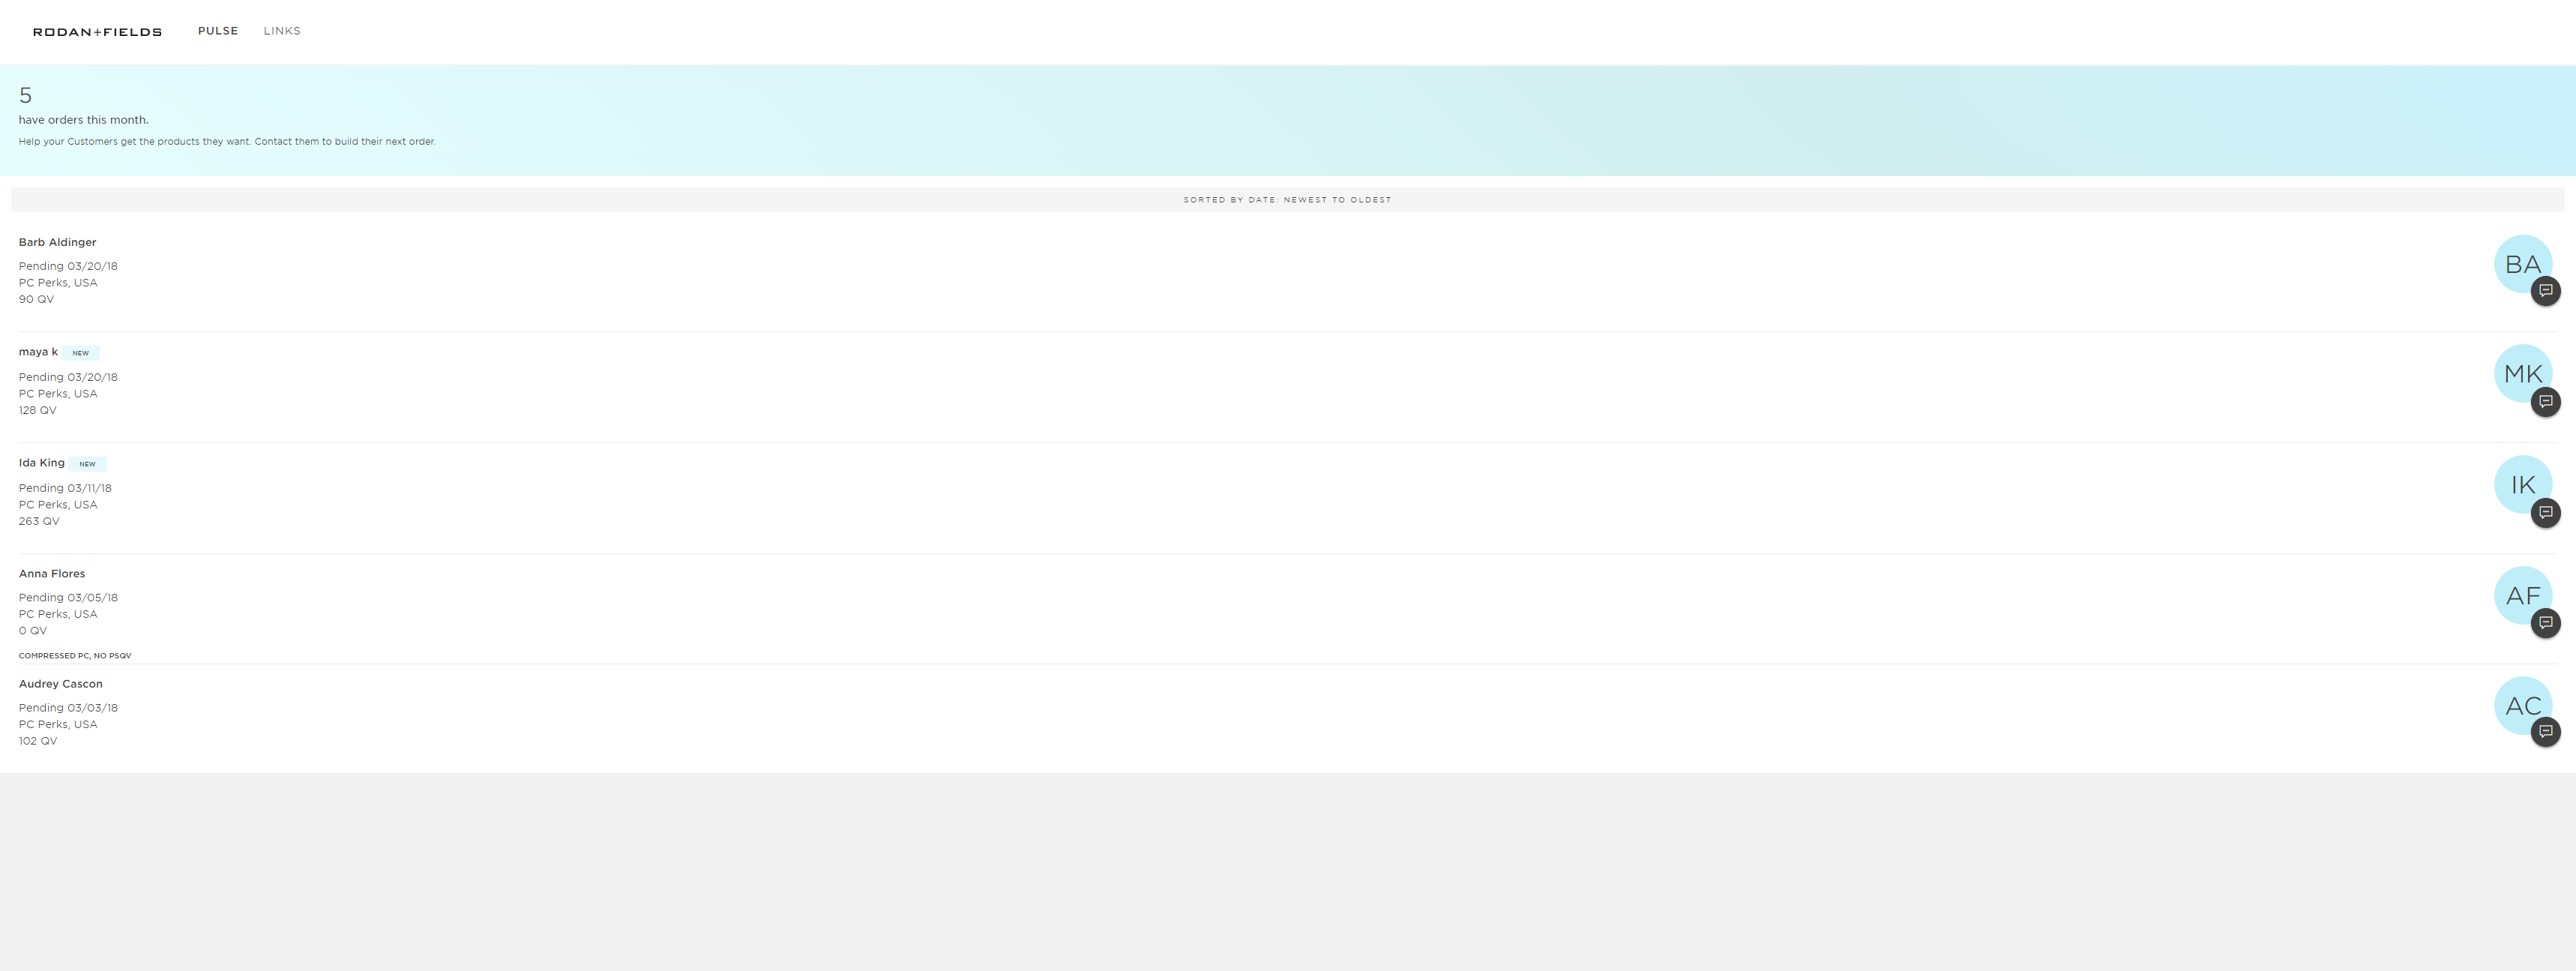 RODAN+FIELDS PULSE LINKS
5
have orders this month.
Help your Customers get the products they want. Contact them to build their next order.
SORTED BY DATE: NEWEST TO OLDEST
Barb Aldinger
Pending 03/20/18
PC Perks, USA
90 QV
BA
maya k NEW
Pending 03/20/18
PC Perks, USA
128 QV
MK
Ida King NEW
Pending 03/11/18
PC Perks, USA
263 QV
IK
Anna Flores
Pending 03/05/18
PC Perks, USA
0 QV
COMPRESSED PC, NO PSQV
AF
Audrey Cascon
Pending 03/03/18
PC Perks, USA
102 QV
AC